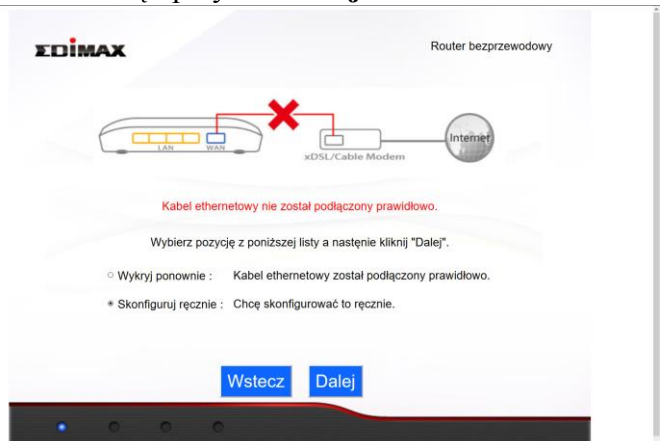 EDIMAX
Router bezprzewodowy
LAN
WAN
xDSL/Cable Modem
Internet
Kabel ethernetowy nie został podłączony prawidłowo.
Wybierz pozycję z poniższej listy a nastęnie kliknij "Dalej".
Wykryj ponownie : Kabel ethernetowy został podłączony prawidłowo.
Skonfiguruj ręcznie : Chcę skonfigurować to ręcznie.
Wstecz Dalej